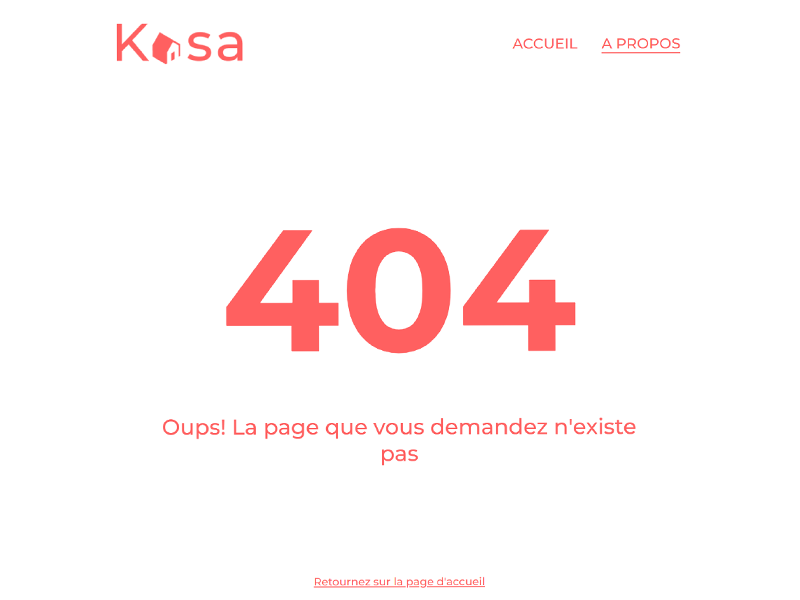 Kasa
ACCUEIL A PROPOS
404
Oups! La page que vous demandez n'existe
pas
Retournez sur la page d'accueil